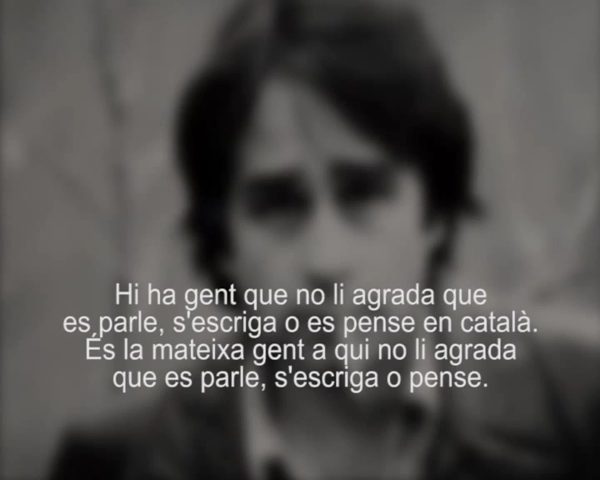 Hi ha gent que no li agrada que
es parle, s'escriga o es pense en català.
És la mateixa gent a qui no li agrada
que es parle, s'escriga o pense.